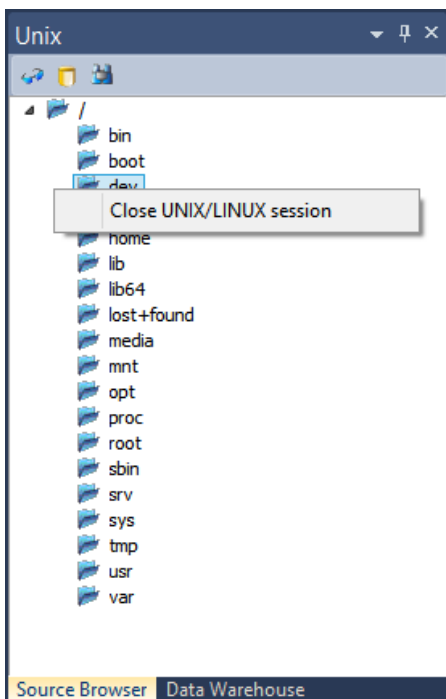 Unix
/
bin
boot
dev
Close UNIX/LINUX session
home
lib
lib64
lost+found
media
mnt
opt
proc
root
sbin
srv
sys
tmp
usr
var
Source Browser
Data Warehouse